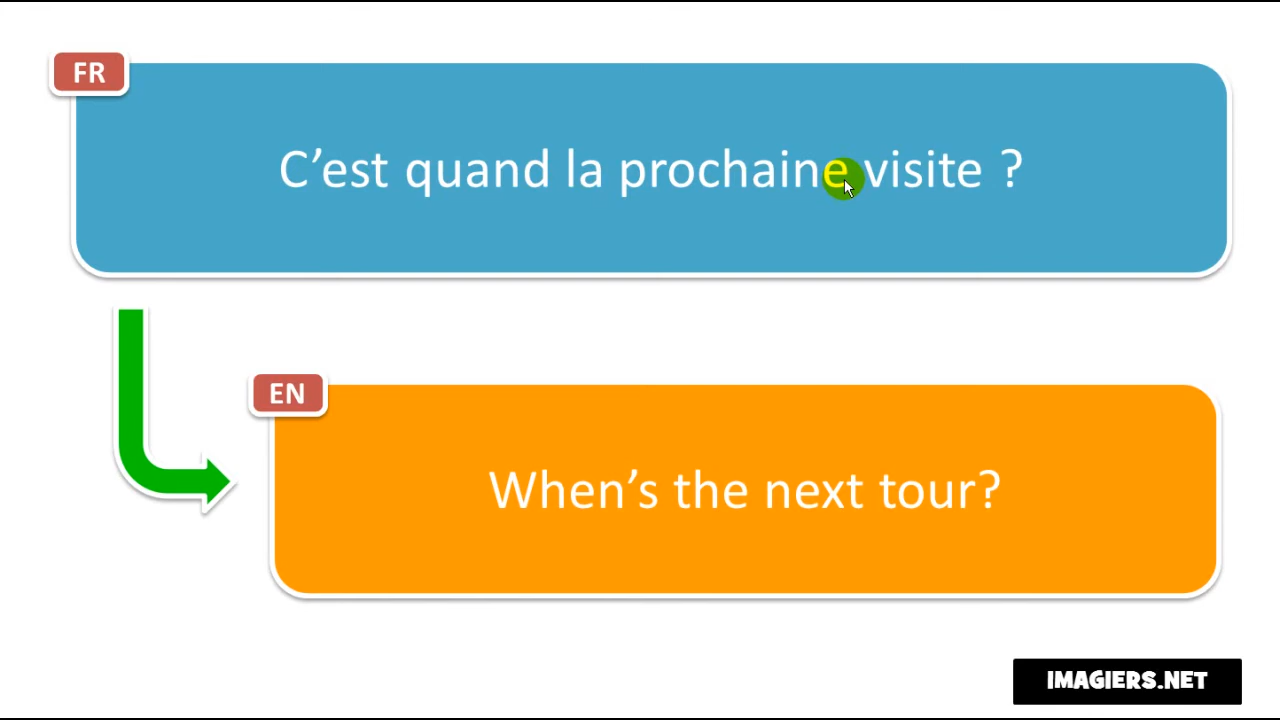 FR
C’est quand la prochaine visite ?
EN
When’s the next tour?
IMAGIERS.NET